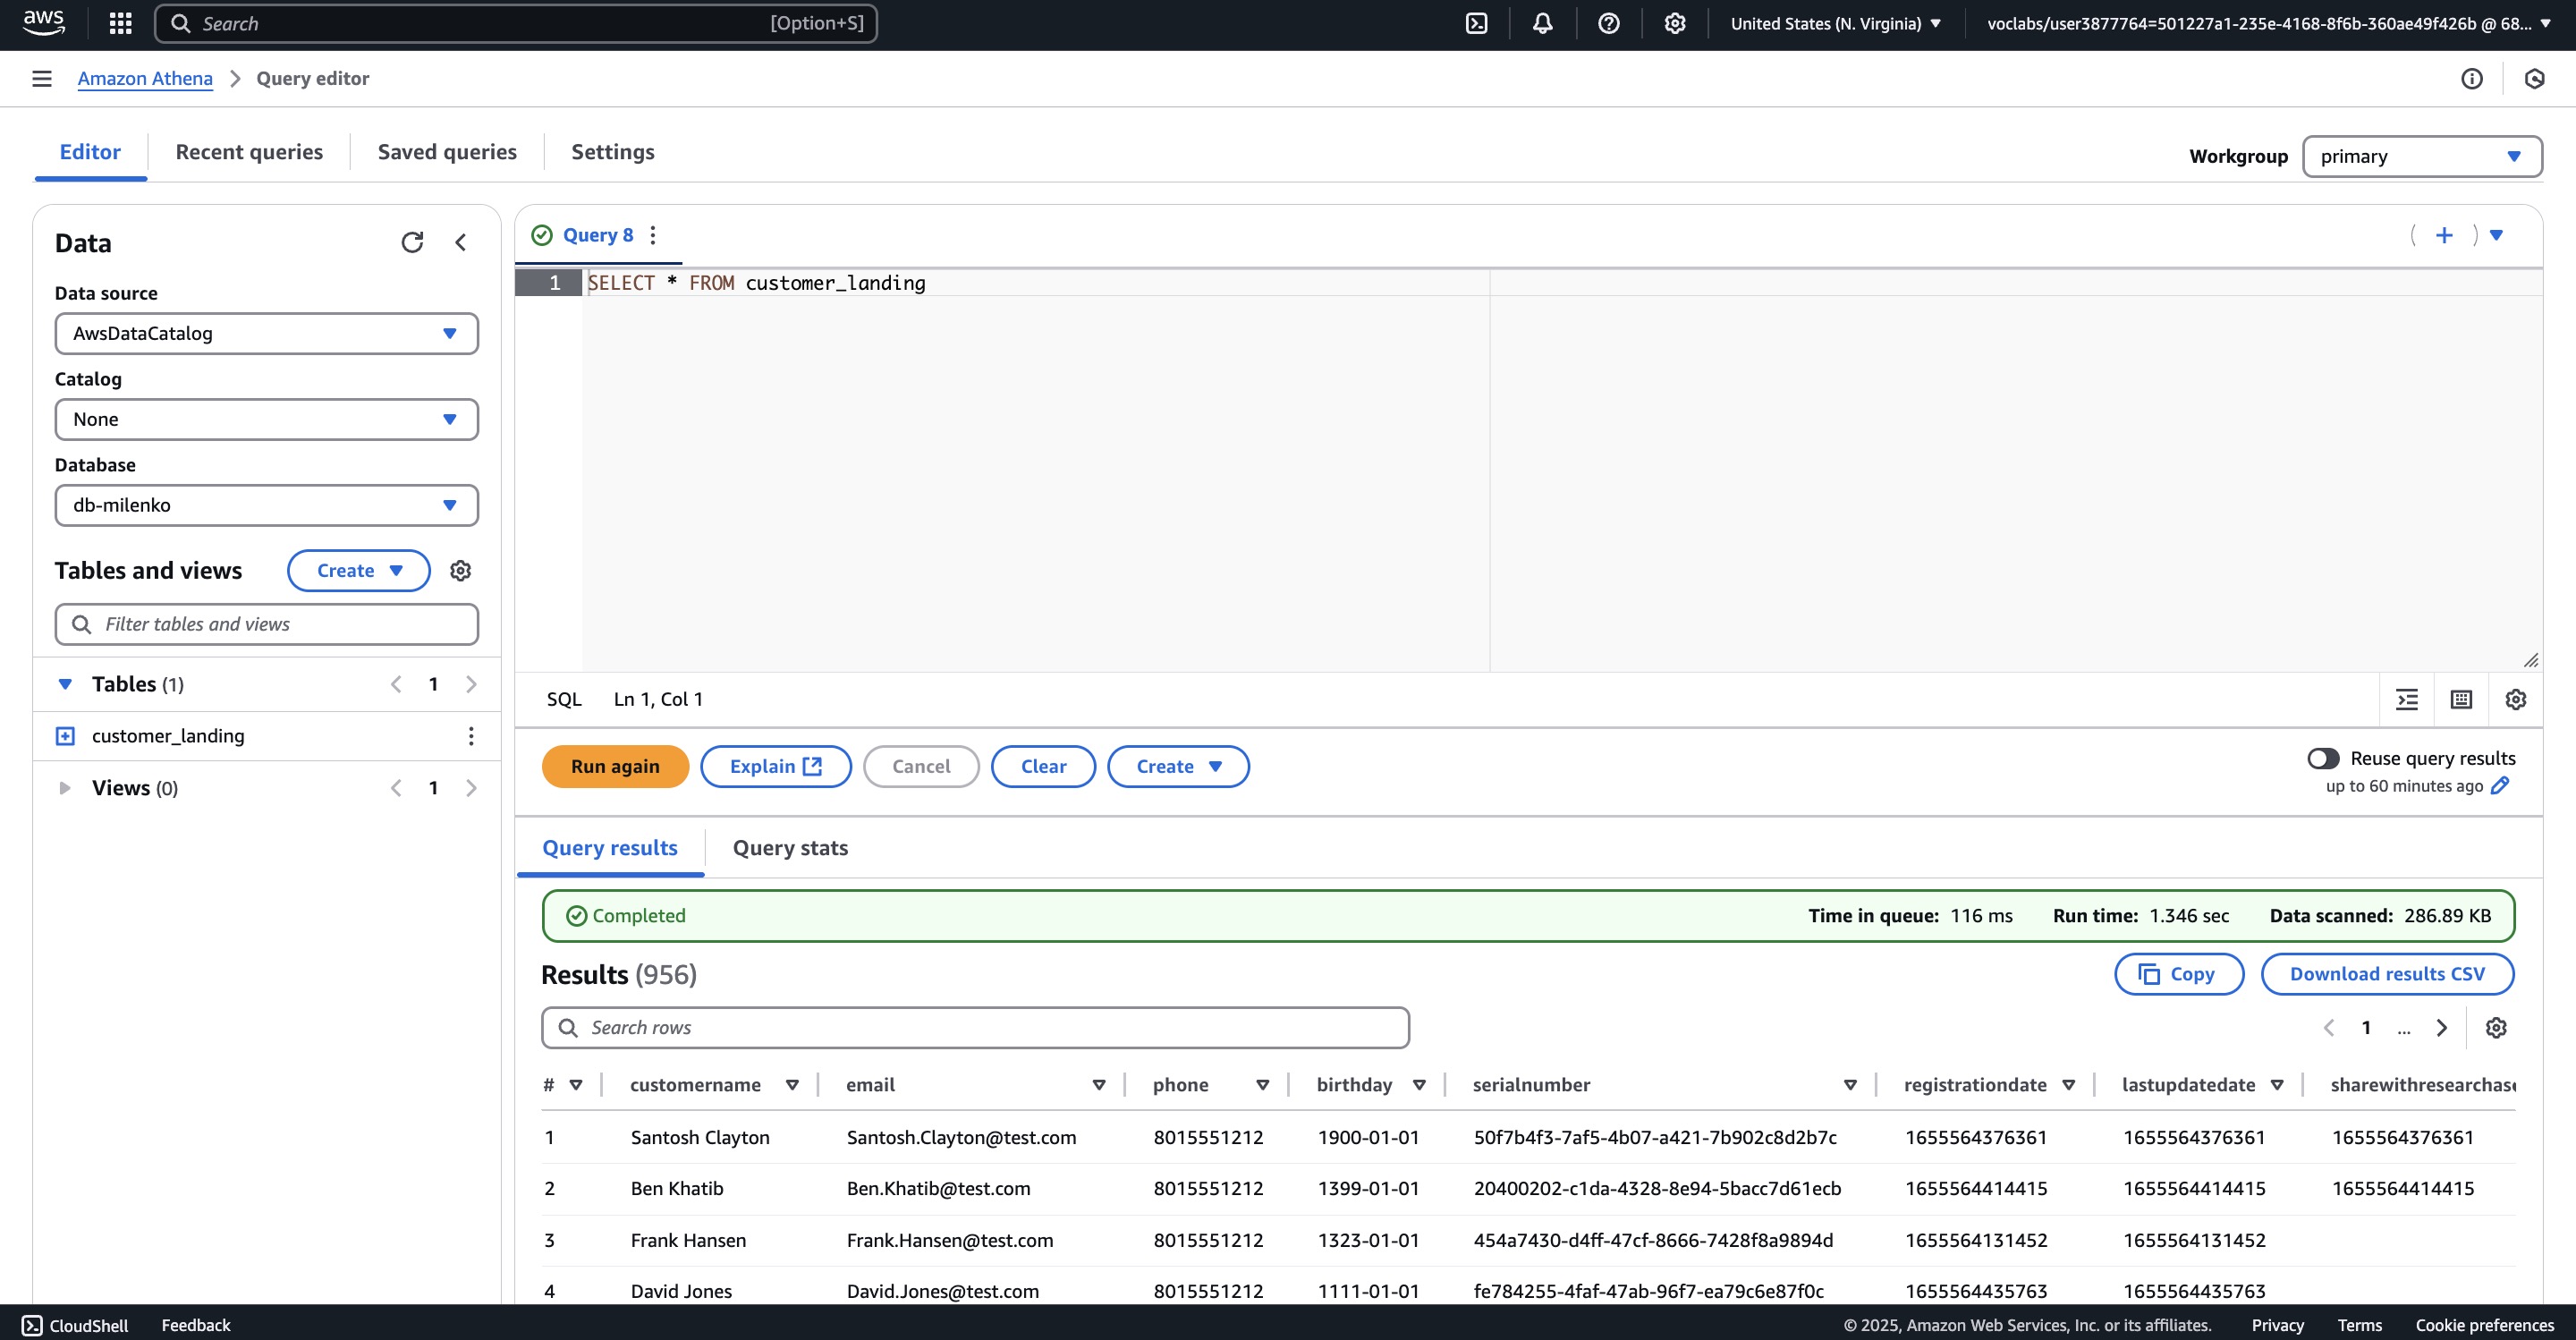 aws Search [Option+S] United States (N. Virginia) voclabs/user3877764=501227a1-235e-4168-8f6b-360ae49f426b @ 68...
Amazon Athena Query editor
Editor Recent queries Saved queries Settings Workgroup primary
Data
Data source
AwsDataCatalog
Catalog
None
Database
db-milenko
Tables and views Create
Filter tables and views
Tables (1) 1
customer_landing
Views (0) 1
Query 8
1 SELECT * FROM customer_landing
SQL Ln 1, Col 1
Run again Explain Cancel Clear Create Reuse query results
up to 60 minutes ago
Query results Query stats
Completed Time in queue: 116 ms Run time: 1.346 sec Data scanned: 286.89 KB
Results (956) Copy Download results CSV
Search rows 1 ...
# customername email phone birthday serialnumber registrationdate lastupdatedate sharewithresearchas
1 Santosh Clayton Santosh.Clayton@test.com 8015551212 1900-01-01 50f7b4f3-7af5-4b07-a421-7b902c8d2b7c 1655564376361 1655564376361 1655564376361
2 Ben Khatib Ben.Khatib@test.com 8015551212 1399-01-01 20400202-c1da-4328-8e94-5bacc7d61ecb 1655564414415 1655564414415 1655564414415
3 Frank Hansen Frank.Hansen@test.com 8015551212 1323-01-01 454a7430-d4ff-47cf-8666-7428f8a9894d 1655564131452 1655564131452
4 David Jones David.Jones@test.com 8015551212 1111-01-01 fe784255-4faf-47ab-96f7-ea79c6e87f0c 1655564435763 1655564435763
CloudShell Feedback © 2025, Amazon Web Services, Inc. or its affiliates. Privacy Terms Cookie preferences